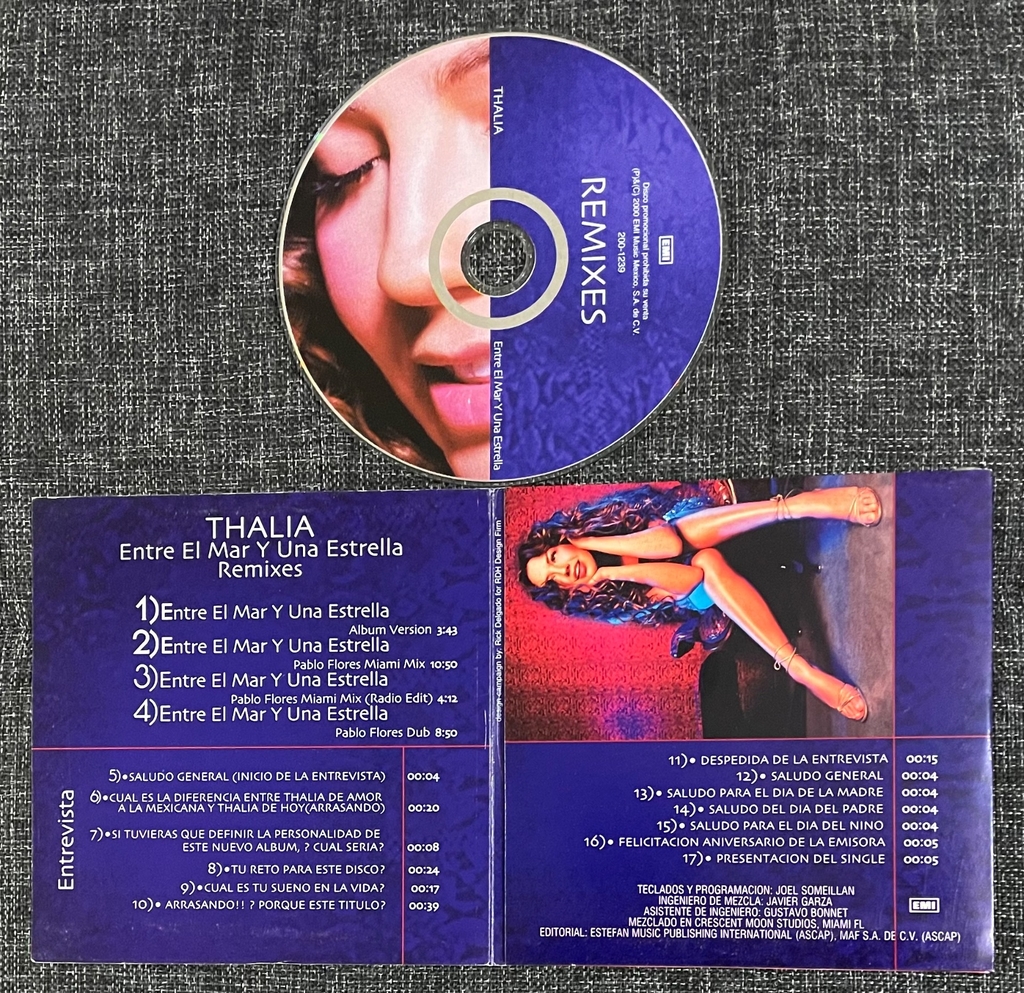 THALIA
REMIXES
200-1239
(P)&(C) 2000 EMI Music Mexico, S.A. de C.V.
Disco promocional prohibida su venta
EMI
Entre El Mar Y Una Estrella
THALIA
Entre El Mar Y Una Estrella
Remixes
1)Entre El Mar Y Una Estrella
Album Version 3:43
2)Entre El Mar Y Una Estrella
Pablo Flores Miami Mix 10:50
3)Entre El Mar Y Una Estrella
Pablo Flores Miami Mix (Radio Edit) 4:12
4)Entre El Mar Y Una Estrella
Pablo Flores Dub 8:50
Entrevista
5)•SALUDO GENERAL (INICIO DE LA ENTREVISTA) 00:04
6)•CUAL ES LA DIFERENCIA ENTRE THALIA DE AMOR
A LA MEXICANA Y THALIA DE HOY(ARRASANDO) 00:20
7)•SI TUVIERAS QUE DEFINIR LA PERSONALIDAD DE
ESTE NUEVO ALBUM, ? CUAL SERIA? 00:08
8)•TU RETO PARA ESTE DISCO? 00:24
9)•CUAL ES TU SUENO EN LA VIDA? 00:17
10)• ARRASANDO!! ? PORQUE ESTE TITULO? 00:39
design-campaign by: Rick Delgado for RDH Design Firm
11)• DESPEDIDA DE LA ENTREVISTA 00:15
12)• SALUDO GENERAL 00:04
13)• SALUDO PARA EL DIA DE LA MADRE 00:04
14)• SALUDO DEL DIA DEL PADRE 00:04
15)• SALUDO PARA EL DIA DEL NINO 00:04
16)• FELICITACION ANIVERSARIO DE LA EMISORA 00:05
17)• PRESENTACION DEL SINGLE 00:05
TECLADOS Y PROGRAMACION: JOEL SOMEILLAN
INGENIERO DE MEZCLA: JAVIER GARZA
ASISTENTE DE INGENIERO: GUSTAVO BONNET
MEZCLADO EN CRESCENT MOON STUDIOS, MIAMI FL
EDITORIAL: ESTEFAN MUSIC PUBLISHING INTERNATIONAL (ASCAP), MAF S.A. DE C.V. (ASCAP)
EMI